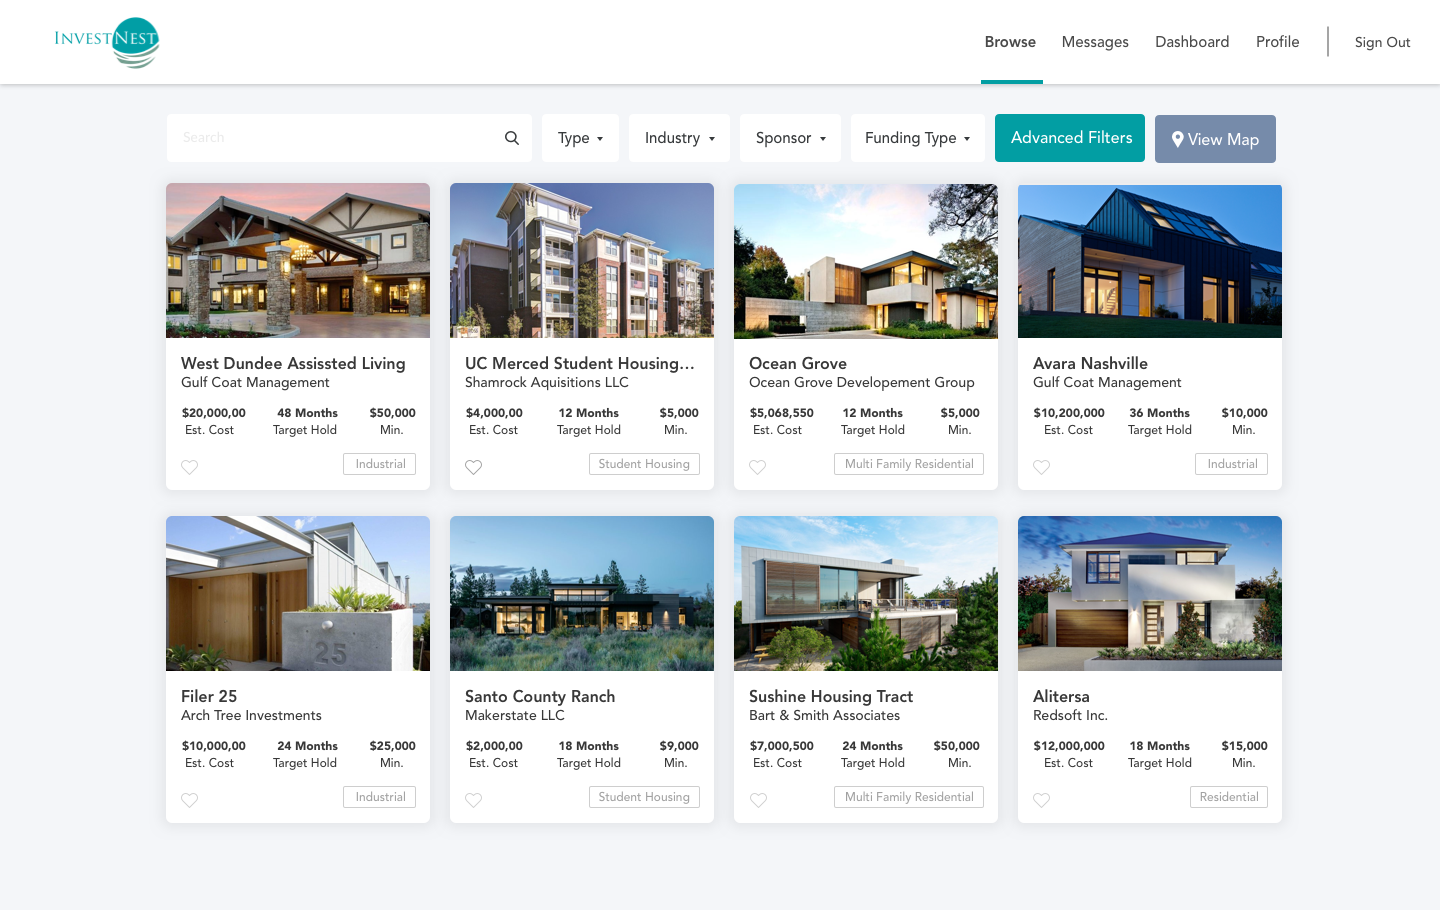 INVESTNEST
Browse Messages Dashboard Profile Sign Out
Search Type Industry Sponsor Funding Type Advanced Filters View Map
West Dundee Assissted Living
Gulf Coat Management
$20,000,00 48 Months $50,000
Est. Cost Target Hold Min.
Industrial
UC Merced Student Housing...
Shamrock Aquisitions LLC
$4,000,00 12 Months $5,000
Est. Cost Target Hold Min.
Student Housing
Ocean Grove
Ocean Grove Developement Group
$5,068,550 12 Months $5,000
Est. Cost Target Hold Min.
Multi Family Residential
Avara Nashville
Gulf Coat Management
$10,200,000 36 Months $10,000
Est. Cost Target Hold Min.
Industrial
25
Filer 25
Arch Tree Investments
$10,000,00 24 Months $25,000
Est. Cost Target Hold Min.
Industrial
Santo County Ranch
Makerstate LLC
$2,000,00 18 Months $9,000
Est. Cost Target Hold Min.
Student Housing
Sushine Housing Tract
Bart & Smith Associates
$7,000,500 24 Months $50,000
Est. Cost Target Hold Min.
Multi Family Residential
Alitersa
Redsoft Inc.
$12,000,000 18 Months $15,000
Est. Cost Target Hold Min.
Residential